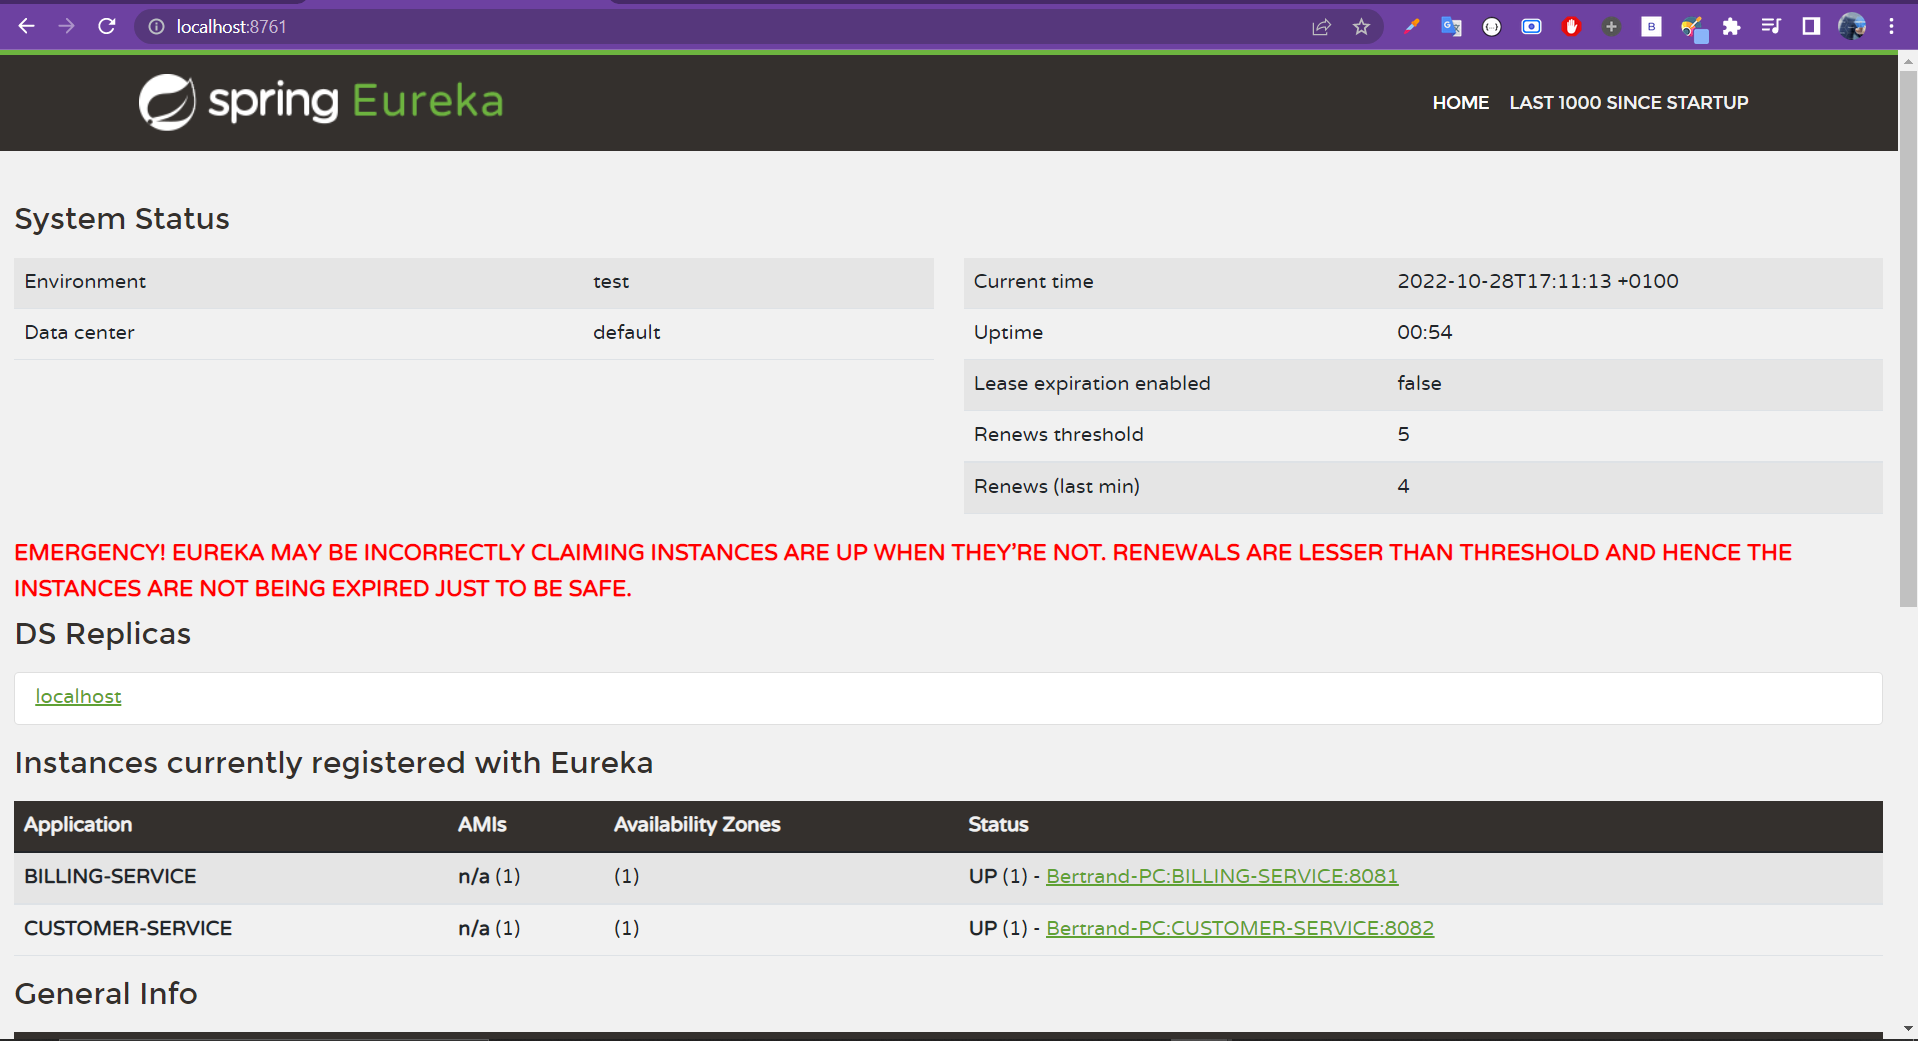 localhost:8761
spring Eureka
HOME LAST 1000 SINCE STARTUP
System Status
Environment test
Data center default
Current time 2022-10-28T17:11:13 +0100
Uptime 00:54
Lease expiration enabled false
Renews threshold 5
Renews (last min) 4
EMERGENCY! EUREKA MAY BE INCORRECTLY CLAIMING INSTANCES ARE UP WHEN THEY'RE NOT. RENEWALS ARE LESSER THAN THRESHOLD AND HENCE THE
INSTANCES ARE NOT BEING EXPIRED JUST TO BE SAFE.
DS Replicas
localhost
Instances currently registered with Eureka
Application AMIs Availability Zones Status
BILLING-SERVICE n/a (1) (1) UP (1) - Bertrand-PC:BILLING-SERVICE:8081
CUSTOMER-SERVICE n/a (1) (1) UP (1) - Bertrand-PC:CUSTOMER-SERVICE:8082
General Info